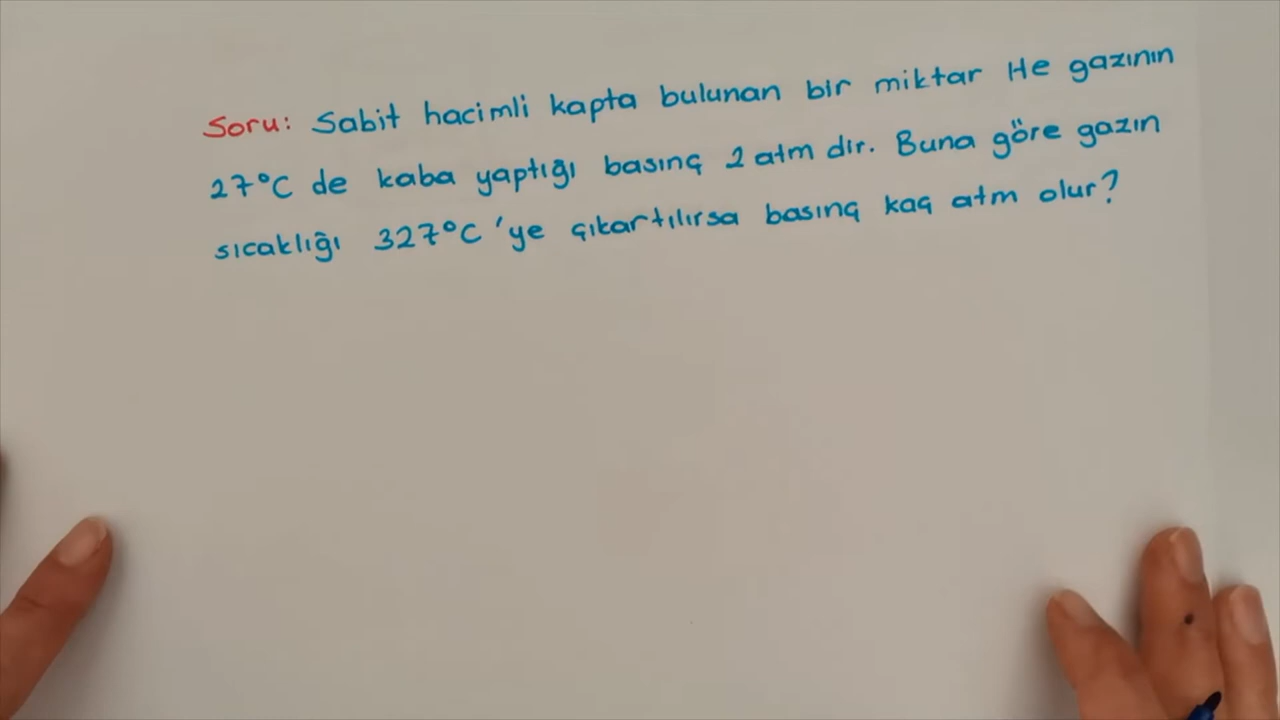 Soru: Sabit hacimli kapta bulunan bir miktar He gazının
27°C de kaba yaptığı basınç 2 atm dir. Buna göre gazın
sıcaklığı 327°C 'ye çıkartılırsa basınç kaç atm olur?